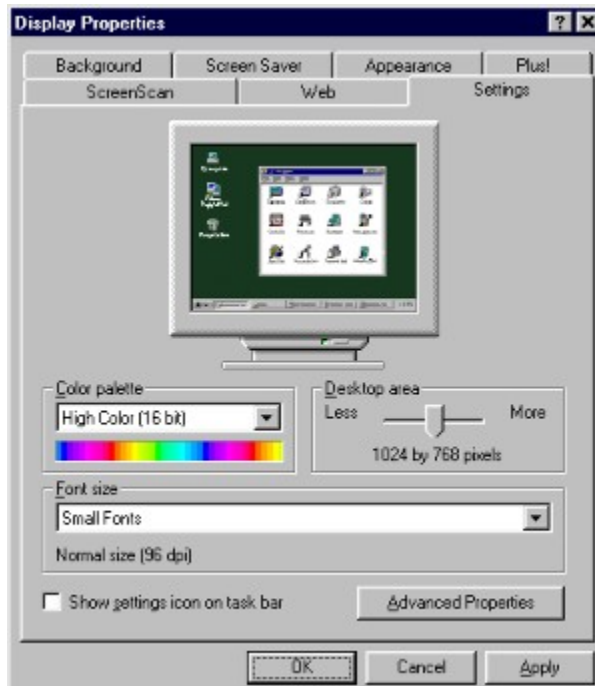 Display Properties
Background Screen Saver Appearance Plus!
ScreenScan Web Settings
Color palette
High Color (16 bit)
Desktop area
Less More
1024 by 768 pixels
Font size
Small Fonts
Normal size (96 dpi)
Show settings icon on task bar
Advanced Properties
OK Cancel Apply